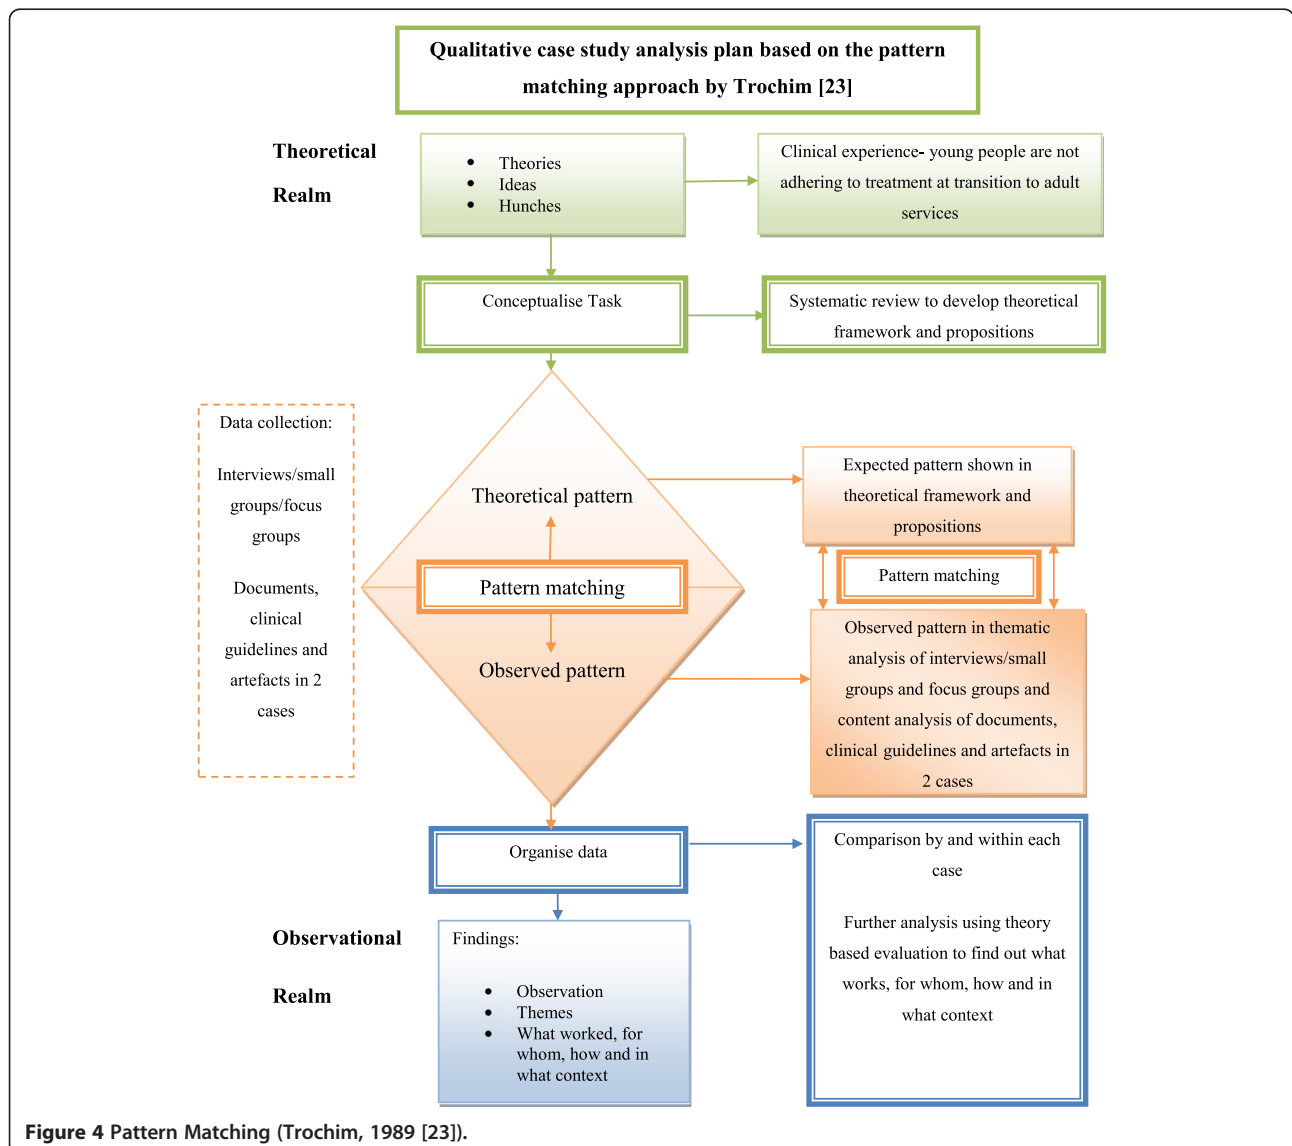 Qualitative case study analysis plan based on the pattern
matching approach by Trochim [23]
Theoretical
Realm
• Theories
• Ideas
• Hunches
Clinical experience- young people are not
adhering to treatment at transition to adult
services
Conceptualise Task
Systematic review to develop theoretical
framework and propositions
Data collection:
Interviews/small
groups/focus
groups
Documents,
clinical
guidelines and
artefacts in 2
cases
Theoretical pattern
Pattern matching
Observed pattern
Expected pattern shown in
theoretical framework and
propositions
Pattern matching
Observed pattern in thematic
analysis of interviews/small
groups and focus groups and
content analysis of documents,
clinical guidelines and artefacts in
2 cases
Organise data
Comparison by and within each
case
Further analysis using theory
based evaluation to find out what
works, for whom, how and in
what context
Observational
Realm
Findings:
• Observation
• Themes
• What worked, for
whom, how and in
what context
Figure 4 Pattern Matching (Trochim, 1989 [23]).